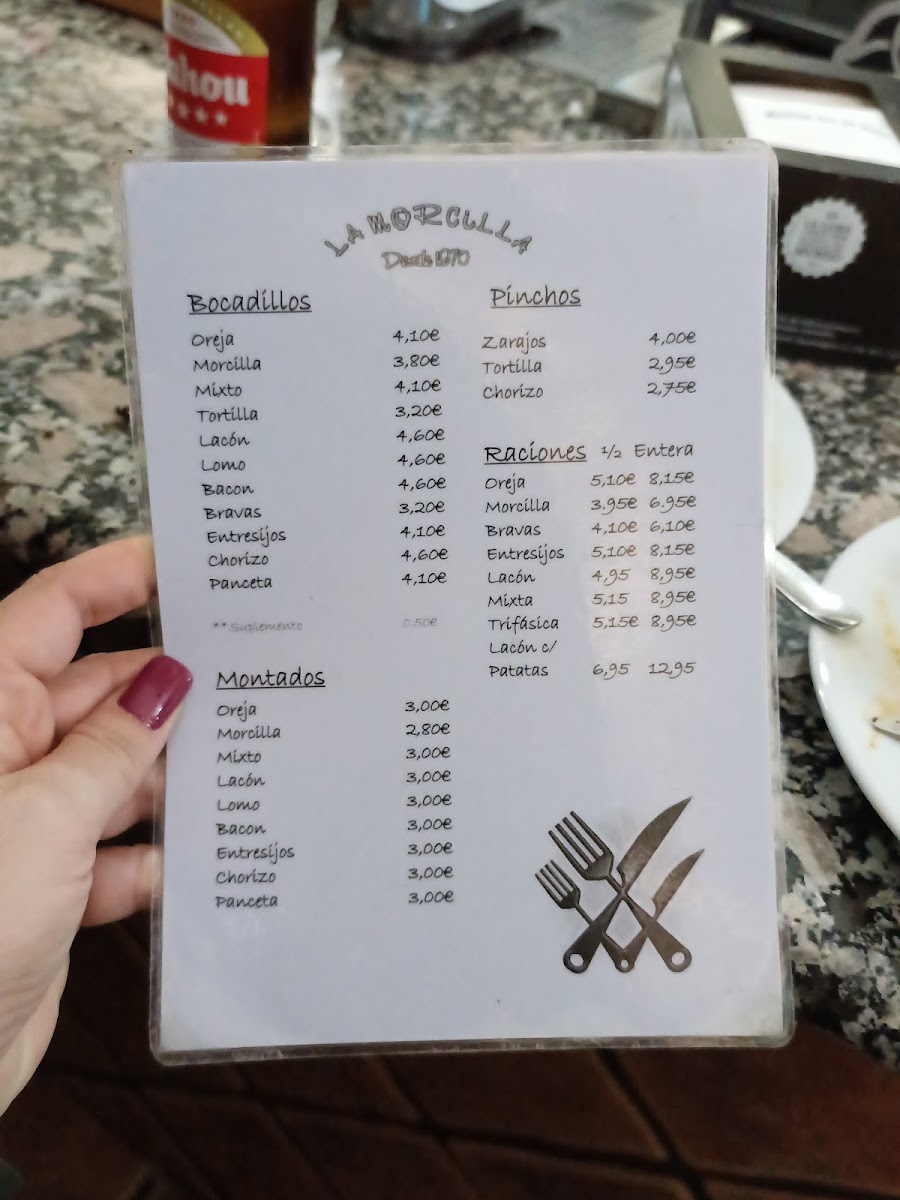 LA MORCILLA
Desde 1970
Bocadillos
Oreja 4,10€
Morcilla 3,80€
Mixto 4,10€
Tortilla 3,20€
Lacón 4,60€
Lomo 4,60€
Bacon 4,60€
Bravas 3,20€
Entresijos 4,10€
Chorizo 4,60€
Panceta 4,10€
** Suplemento 0.50€
Montados
Oreja 3,00€
Morcilla 2,80€
Mixto 3,00€
Lacón 3,00€
Lomo 3,00€
Bacon 3,00€
Entresijos 3,00€
Chorizo 3,00€
Panceta 3,00€
Pinchos
Zarajos 4,00€
Tortilla 2,95€
Chorizo 2,75€
Raciones 1/2 Entera
Oreja 5,10€ 8,15€
Morcilla 3.95€ 6.95€
Bravas 4,10€ 6,10€
Entresijos 5,10€ 8,15€
Lacón 4,95 8,95€
Mixta 5,15 8,95€
Trifásica 5,15€ 8,95€
Lacón c/
Patatas 6,95 12,95